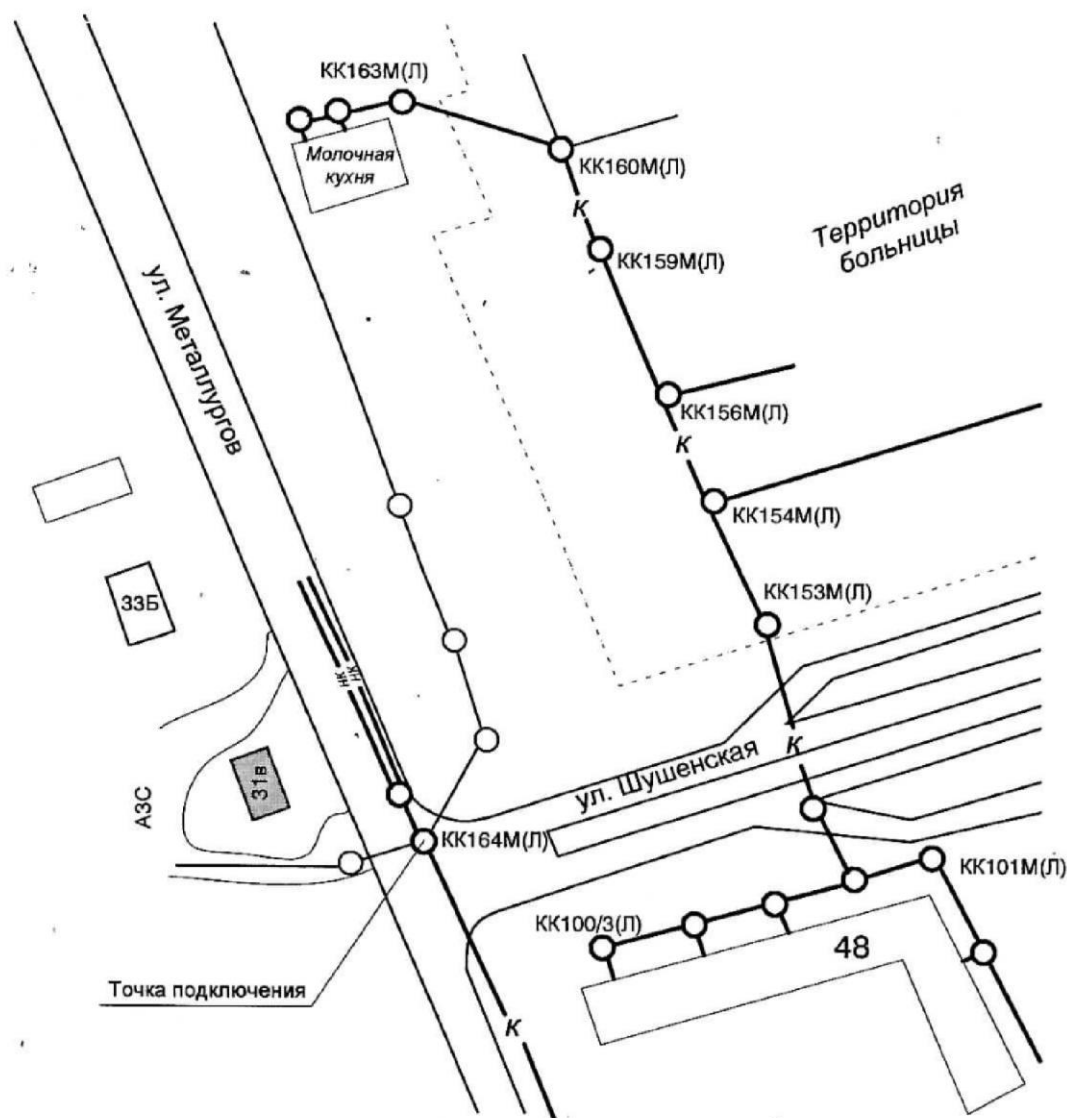 КК163М(Л)
Молочная
кухня
КК160М(Л)
К
КК159М(Л)
Территория
больницы
ул. Металлургов
КК156М(Л)
К
КК154М(Л)
33Б
КК153М(Л)
НК
НК
К
ул. Шушенская
31в
АЗС
КК164М(Л)
КК101М(Л)
КК100/3(Л)
48
Точка подключения
К